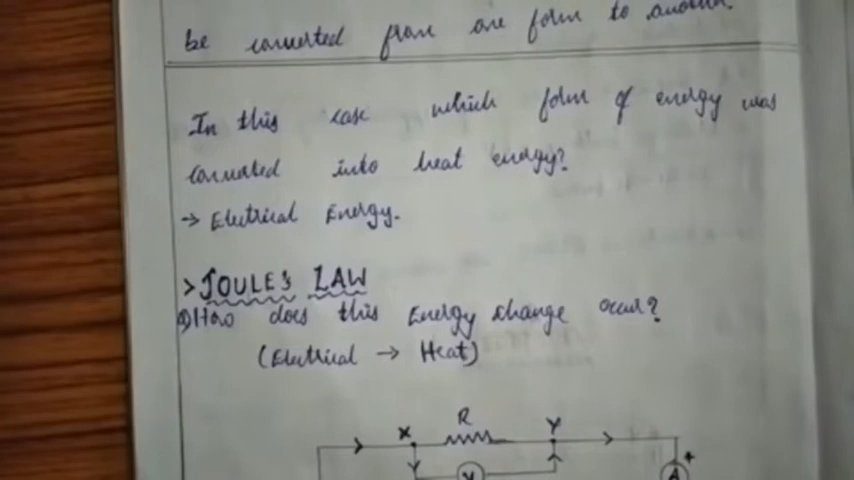 be converted from one form to another.
In this case which form of energy was
converted into heat energy?
→ Electrical Energy.
> JOULE'S LAW
Q) How does this Energy change occur?
(Electrical → Heat)
R
X Y
V A +